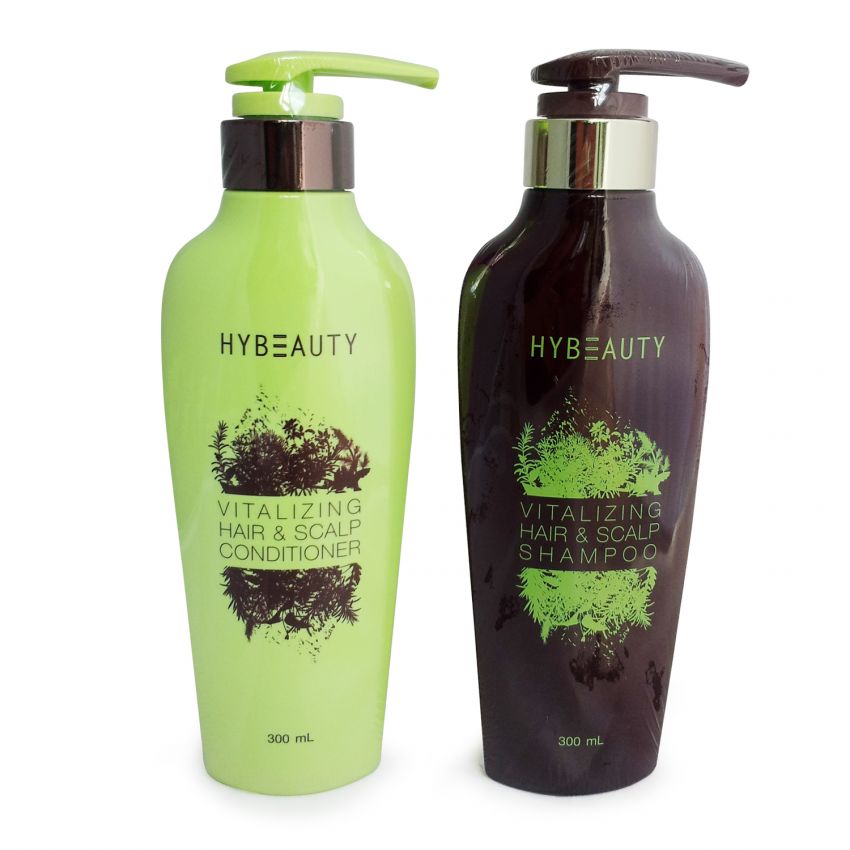 HYBEAUTY
VITALIZING
HAIR & SCALP
CONDITIONER
300 mL
HYBEAUTY
VITALIZING
HAIR & SCALP
SHAMPOO
300 mL